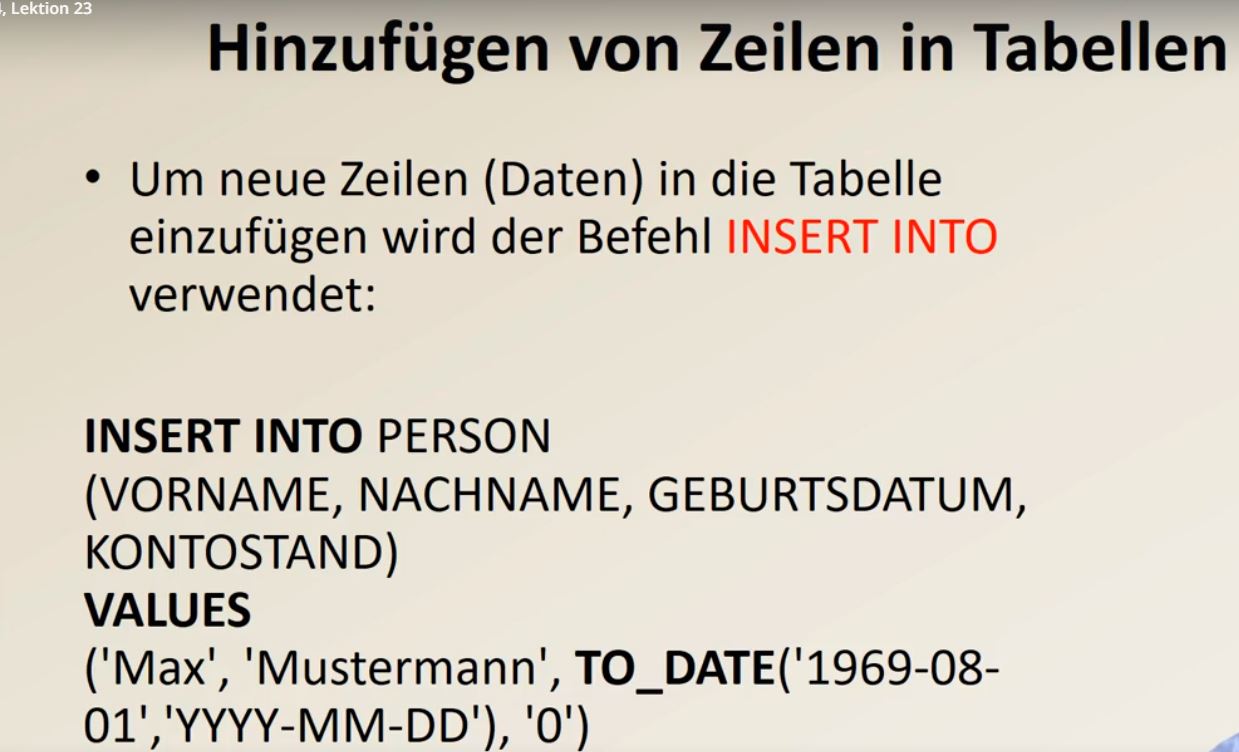 , Lektion 23
Hinzufügen von Zeilen in Tabellen
• Um neue Zeilen (Daten) in die Tabelle
einzufügen wird der Befehl INSERT INTO
verwendet:
INSERT INTO PERSON
(VORNAME, NACHNAME, GEBURTSDATUM,
KONTOSTAND)
VALUES
('Max', 'Mustermann', TO_DATE('1969-08-
01','YYYY-MM-DD'), '0')